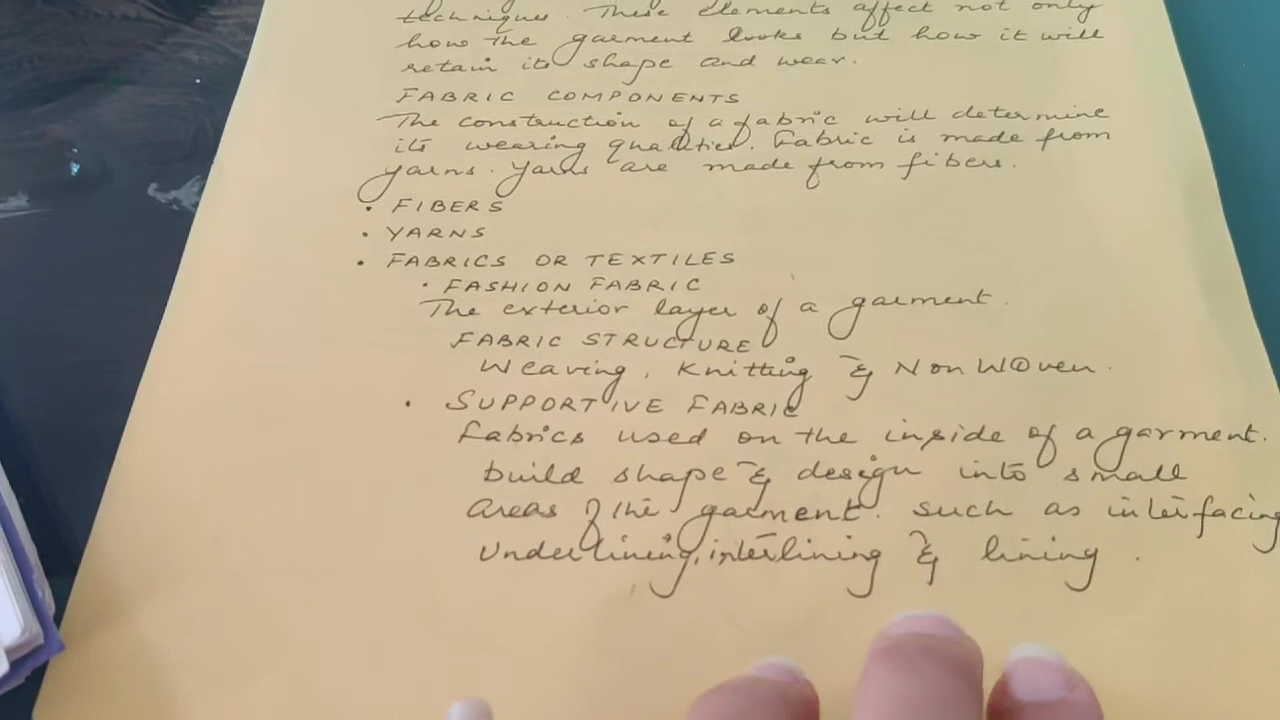 techniques. These elements affect not only
how the garment looks but how it will
retain its shape and wear.
FABRIC COMPONENTS
The construction of a fabric will determine
its wearing qualities. Fabric is made from
yarns. Yarns are made from fibers.
• FIBERS
• YARNS
• FABRICS OR TEXTILES
• FASHION FABRIC
The exterior layer of a garment.
FABRIC STRUCTURE
Weaving, Knitting & Non Woven.
• SUPPORTIVE FABRIC
Fabrics used on the inside of a garment.
build shape & design into small
areas of the garment. such as interfacing
Underlining, interlining & lining.